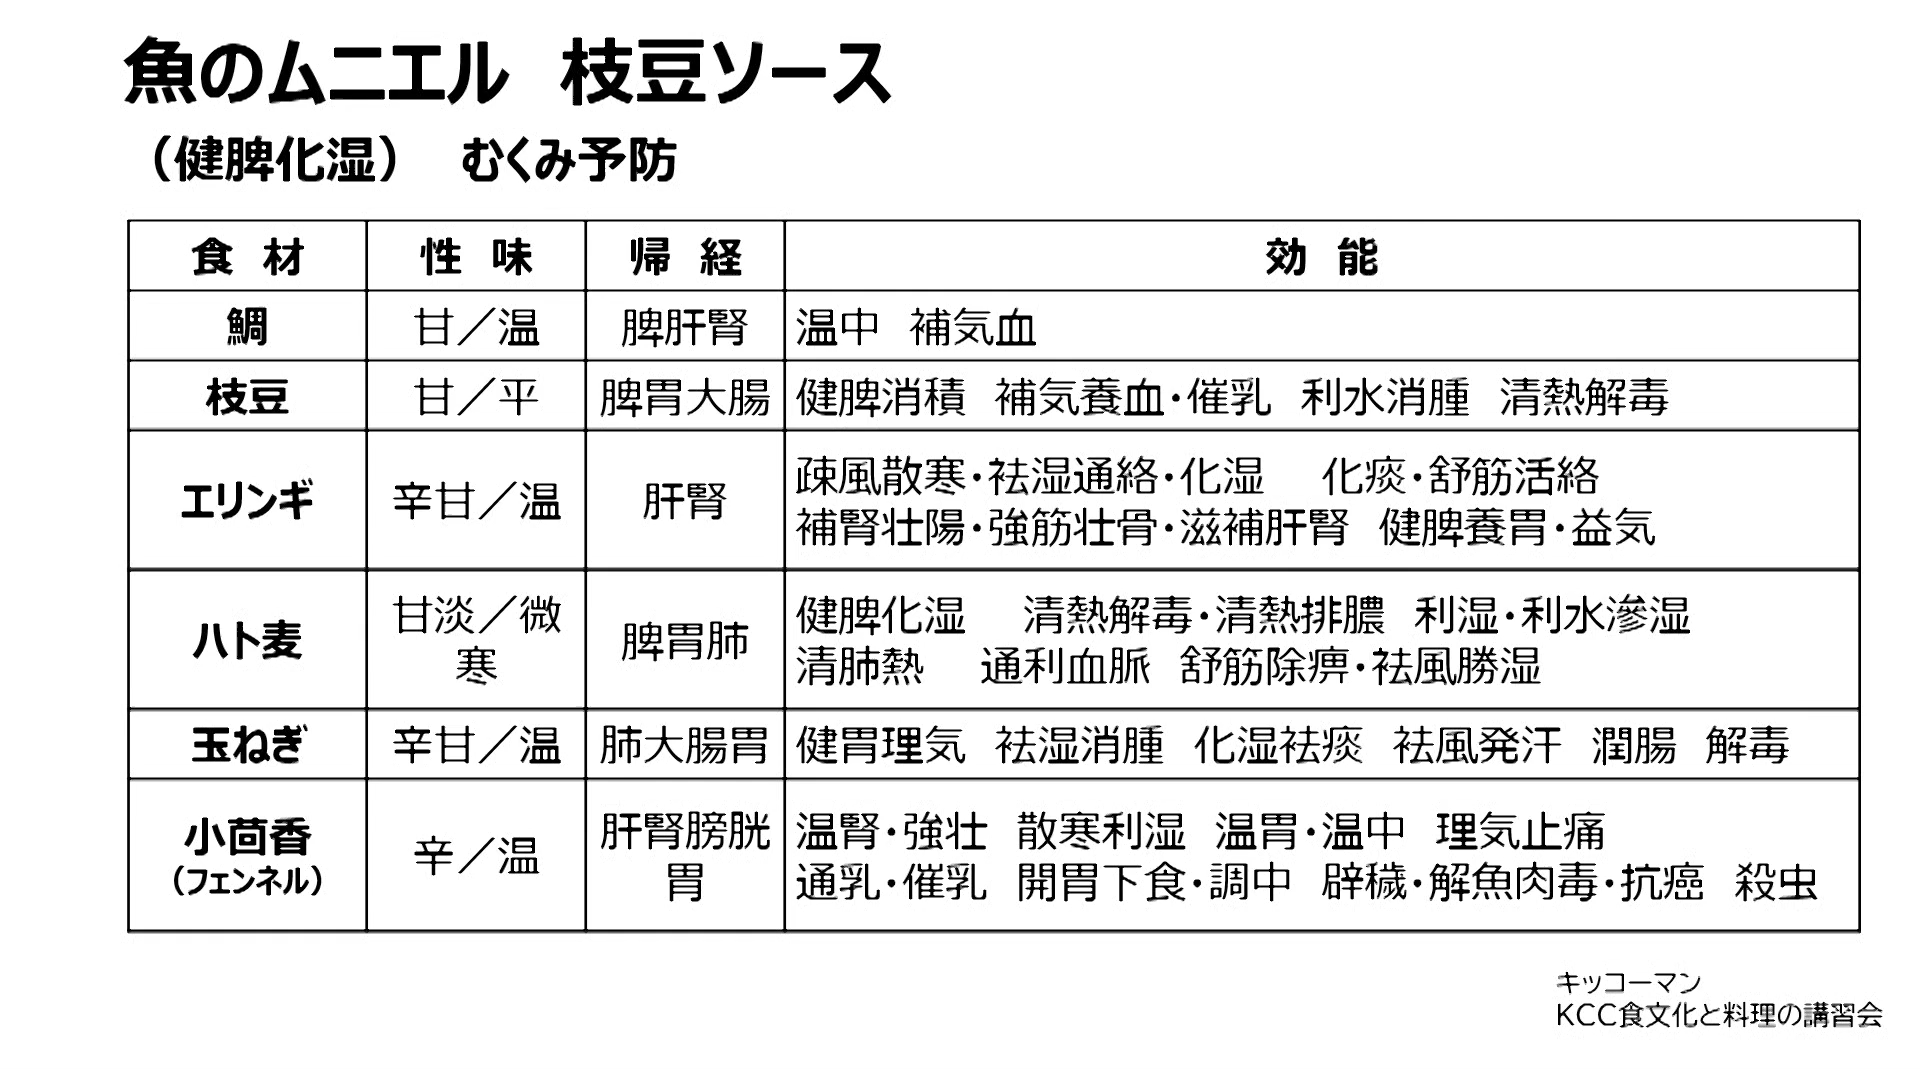 魚のムニエル 枝豆ソース
（健脾化湿） むくみ予防
食 材 性 味 帰 経 効 能
鯛 甘／温 脾肝腎 温中 補気血
枝豆 甘／平 脾胃大腸 健脾消積 補気養血・催乳 利水消腫 清熱解毒
エリンギ 辛甘／温 肝腎 疎風散寒・祛湿通絡・化湿 化痰・舒筋活絡
補腎壮陽・強筋壮骨・滋補肝腎 健脾養胃・益気
ハト麦 甘淡／微寒 脾胃肺 健脾化湿 清熱解毒・清熱排膿 利湿・利水滲湿
清肺熱 通利血脈 舒筋除痹・祛風勝湿
玉ねぎ 辛甘／温 肺大腸胃 健胃理気 祛湿消腫 化湿祛痰 祛風発汗 潤腸 解毒
小茴香
（フェンネル） 辛／温 肝腎膀胱胃 温腎・強壮 散寒利湿 温胃・温中 理気止痛
通乳・催乳 開胃下食・調中 辟穢・解魚肉毒・抗癌 殺虫
キッコーマン
KCC食文化と料理の講習会